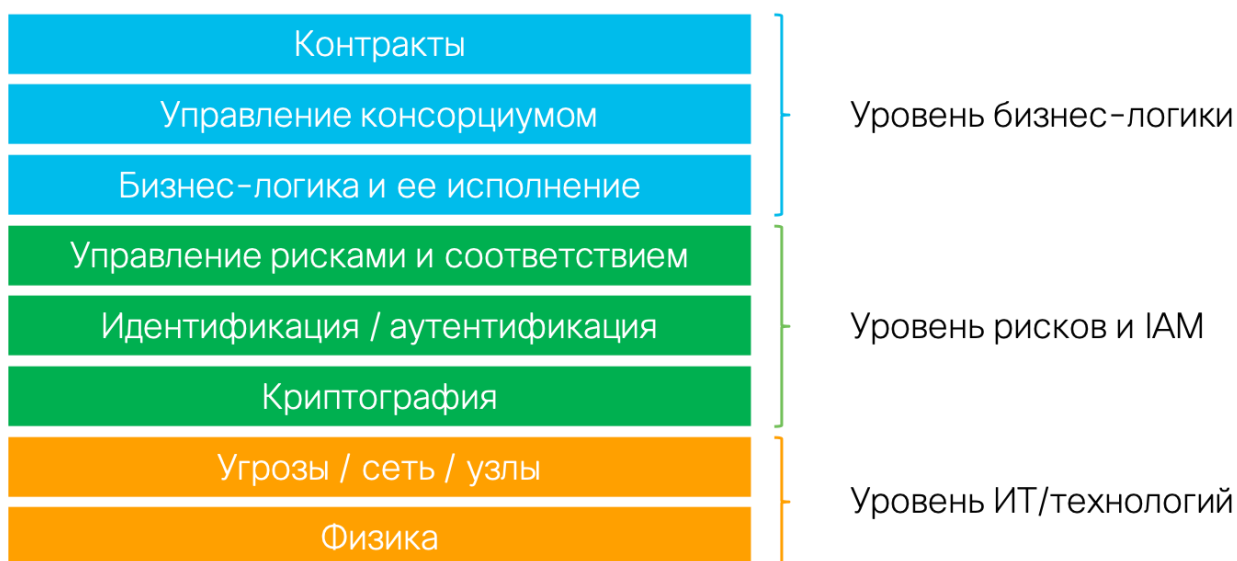 Контракты
Управление консорциумом
Бизнес-логика и ее исполнение
Уровень бизнес-логики
Управление рисками и соответствием
Идентификация / аутентификация
Криптография
Уровень рисков и IAM
Угрозы / сеть / узлы
Физика
Уровень ИТ/технологий